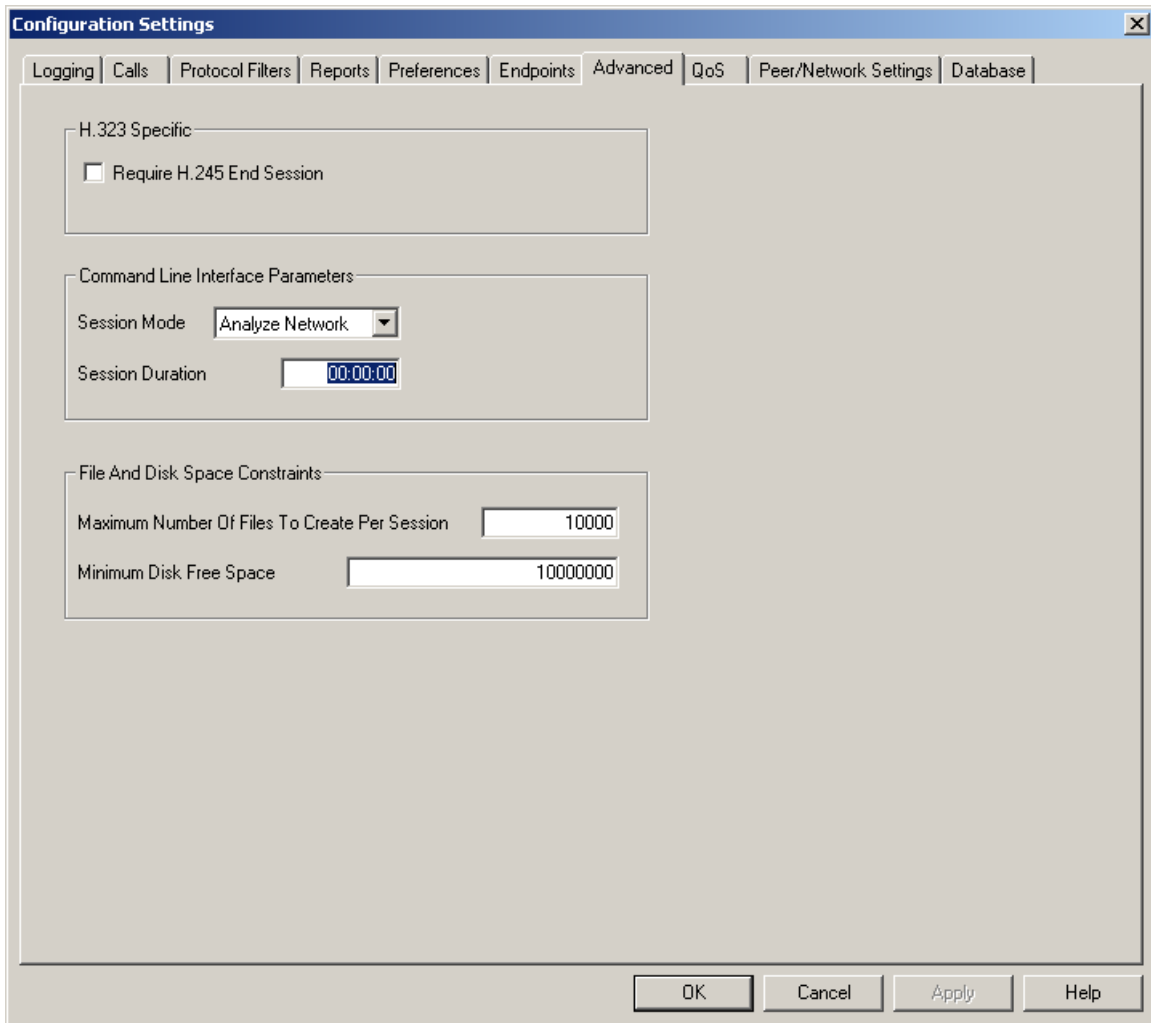 Configuration Settings
Logging Calls Protocol Filters Reports Preferences Endpoints Advanced QoS Peer/Network Settings Database
H.323 Specific
Require H.245 End Session
Command Line Interface Parameters
Session Mode Analyze Network
Session Duration 00:00:00
File And Disk Space Constraints
Maximum Number Of Files To Create Per Session 10000
Minimum Disk Free Space 10000000
OK Cancel Apply Help